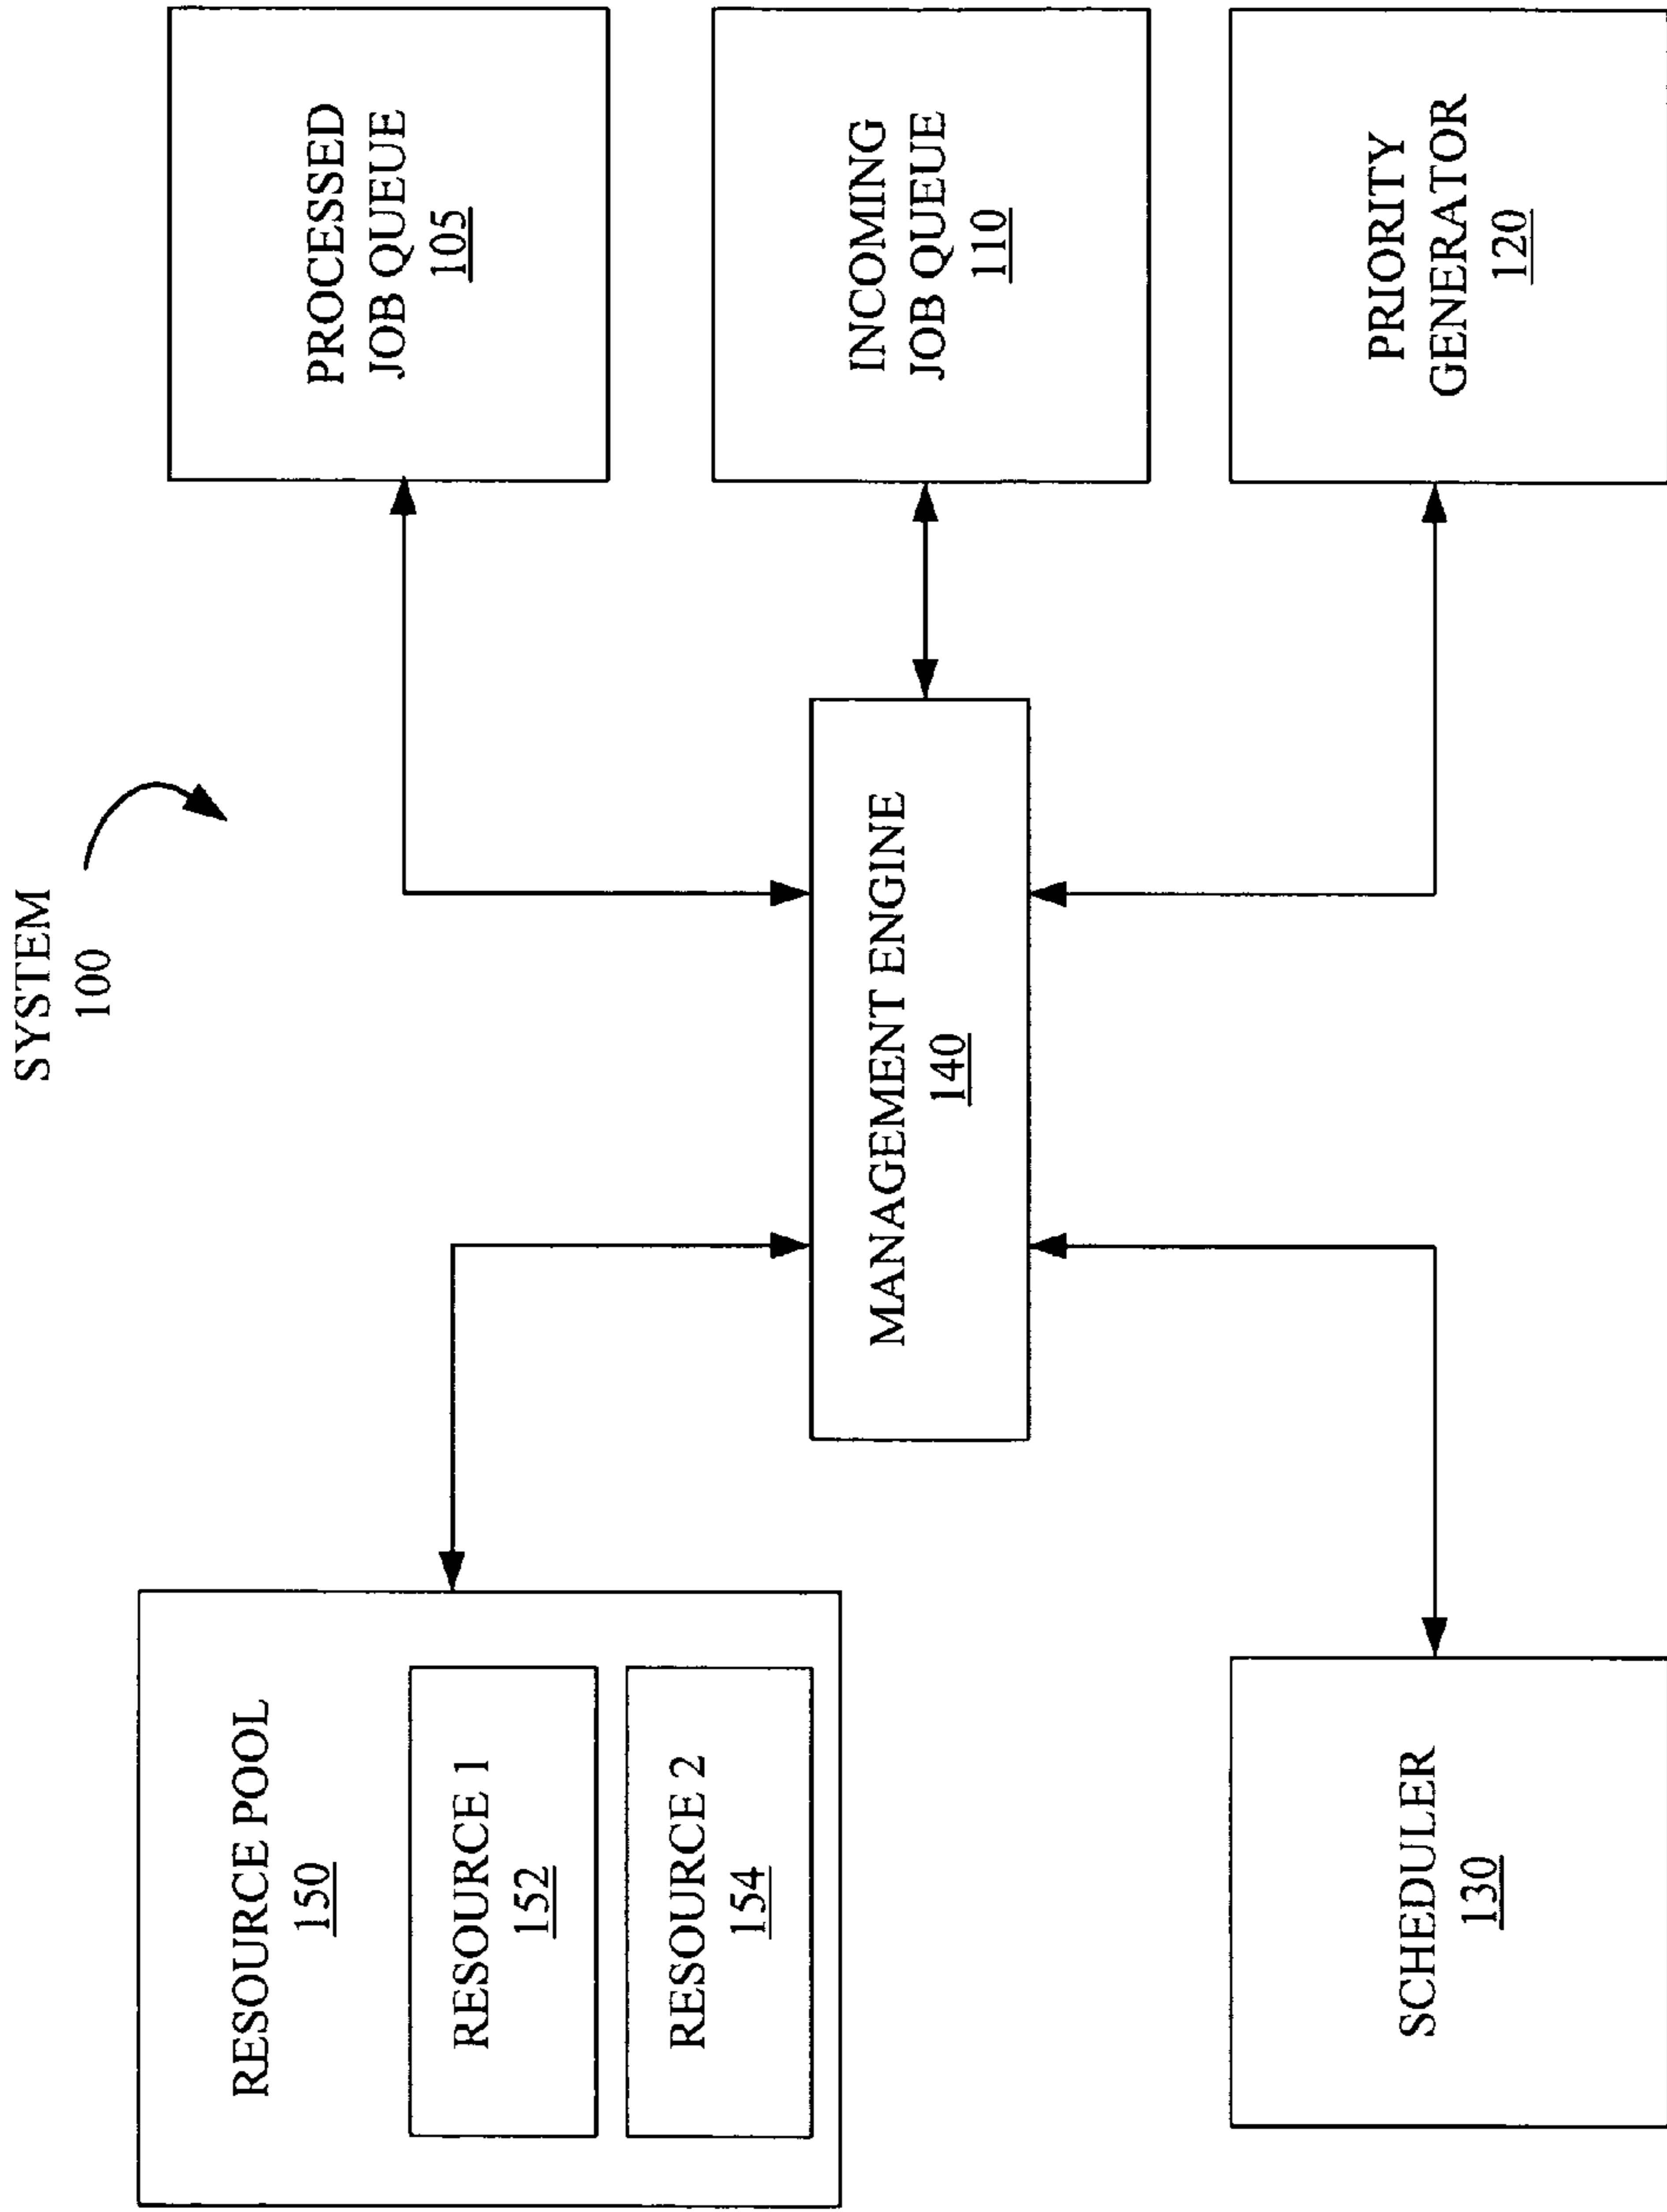 SYSTEM
100
RESOURCE POOL
150
RESOURCE 1
152
RESOURCE 2
154
PROCESSED
JOB QUEUE
105
MANAGEMENT ENGINE
140
INCOMING
JOB QUEUE
110
SCHEDULER
130
PRIORITY
GENERATOR
120